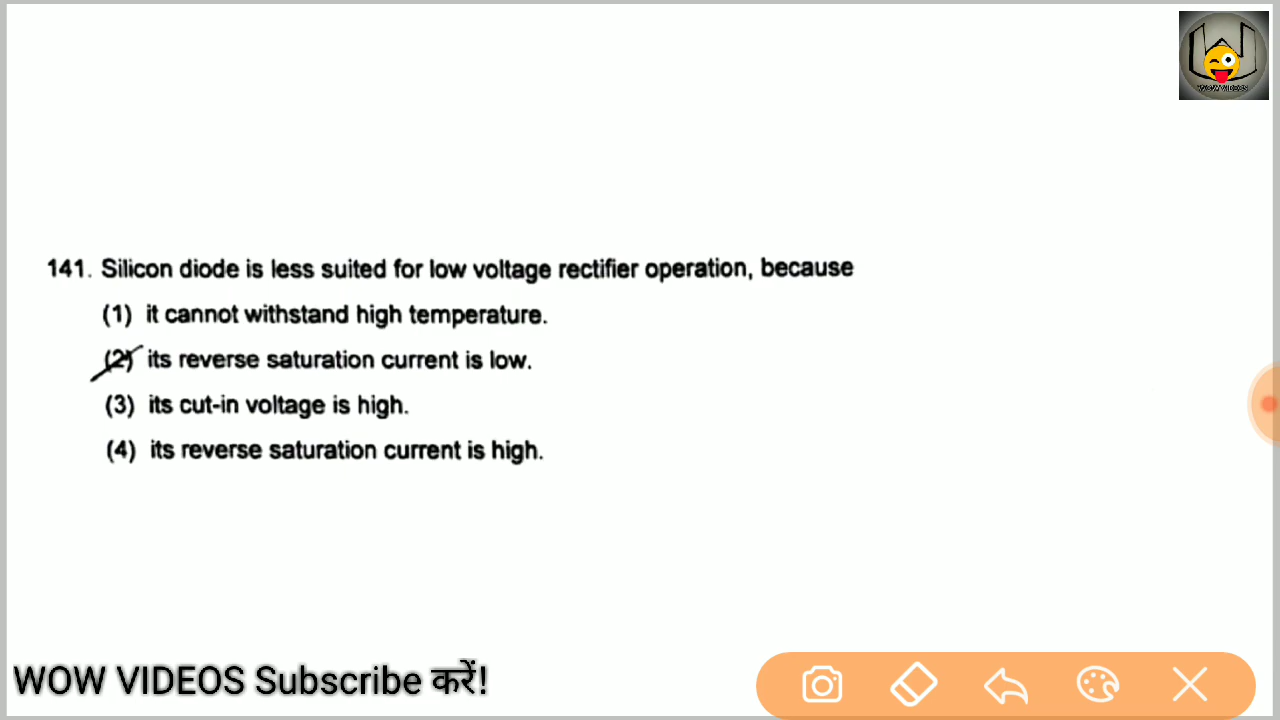 WOW VIDEOS
141. Silicon diode is less suited for low voltage rectifier operation, because
(1) it cannot withstand high temperature.
(2) its reverse saturation current is low.
(3) its cut-in voltage is high.
(4) its reverse saturation current is high.
WOW VIDEOS Subscribe करें!